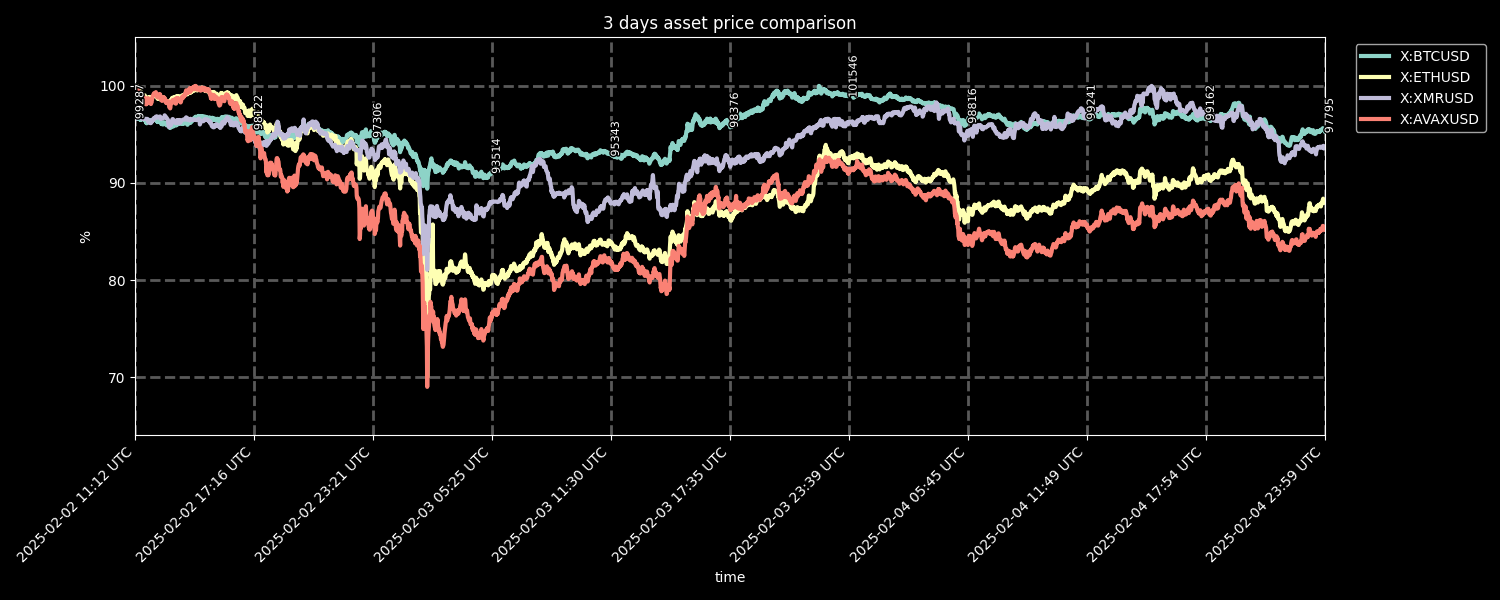 3 days asset price comparison
X:BTCUSD
X:ETHUSD
X:XMRUSD
X:AVAXUSD
100
90
80
70
%
99287
98122
97306
93514
95343
98376
101546
98816
99241
99162
97795
2025-02-02 11:12 UTC
2025-02-02 17:16 UTC
2025-02-02 23:21 UTC
2025-02-03 05:25 UTC
2025-02-03 11:30 UTC
2025-02-03 17:35 UTC
2025-02-03 23:39 UTC
2025-02-04 05:45 UTC
2025-02-04 11:49 UTC
2025-02-04 17:54 UTC
2025-02-04 23:59 UTC
time